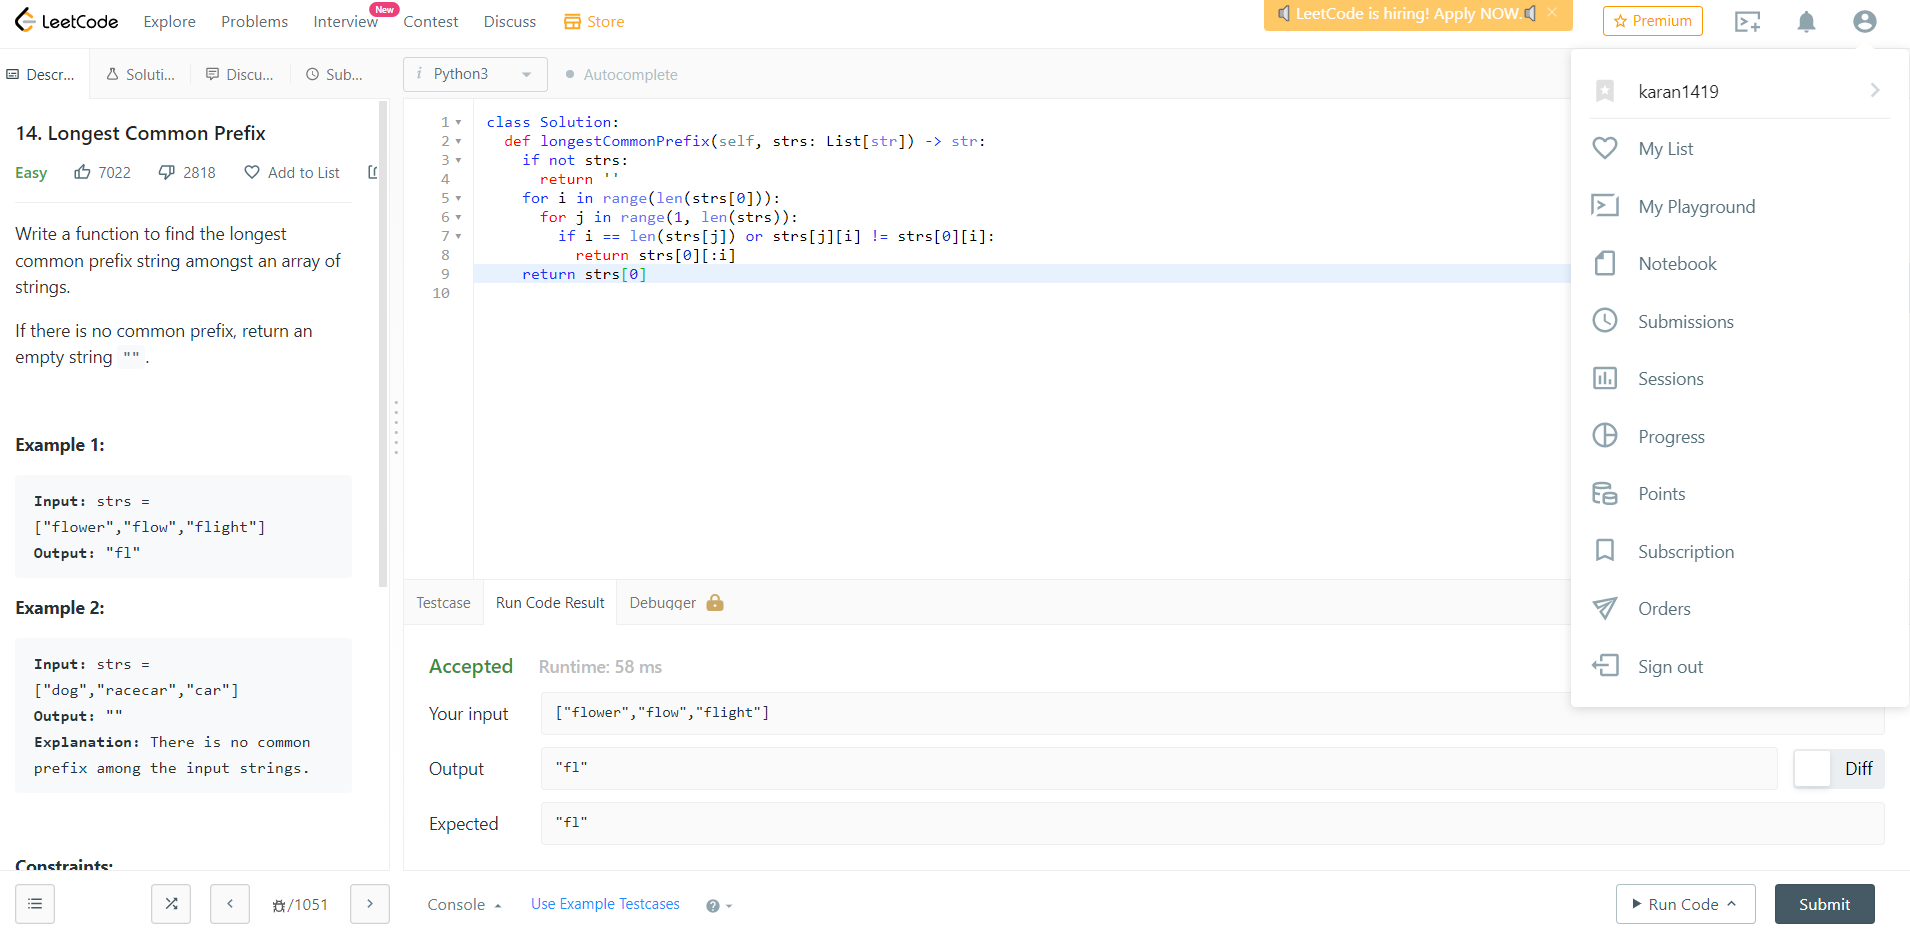 LeetCode
Explore
Problems
Interview
New
Contest
Discuss
Store
LeetCode is hiring! Apply NOW.
Premium
Descr...
Soluti...
Discu...
Sub...
i Python3
Autocomplete
14. Longest Common Prefix
Easy
7022
2818
Add to List
Write a function to find the longest
common prefix string amongst an array of
strings.
If there is no common prefix, return an
empty string "".
Example 1:
Input: strs =
["flower","flow","flight"]
Output: "fl"
Example 2:
Input: strs =
["dog","racecar","car"]
Output: ""
Explanation: There is no common
prefix among the input strings.
Constraints:
1 class Solution:
2 def longestCommonPrefix(self, strs: List[str]) -> str:
3 if not strs:
4 return ''
5 for i in range(len(strs[0])):
6 for j in range(1, len(strs)):
7 if i == len(strs[j]) or strs[j][i] != strs[0][i]:
8 return strs[0][:i]
9 return strs[0]
10
Testcase
Run Code Result
Debugger
Accepted
Runtime: 58 ms
Your input
["flower","flow","flight"]
Output
"fl"
Diff
Expected
"fl"
karan1419
My List
My Playground
Notebook
Submissions
Sessions
Progress
Points
Subscription
Orders
Sign out
/1051
Console
Use Example Testcases
Run Code
Submit